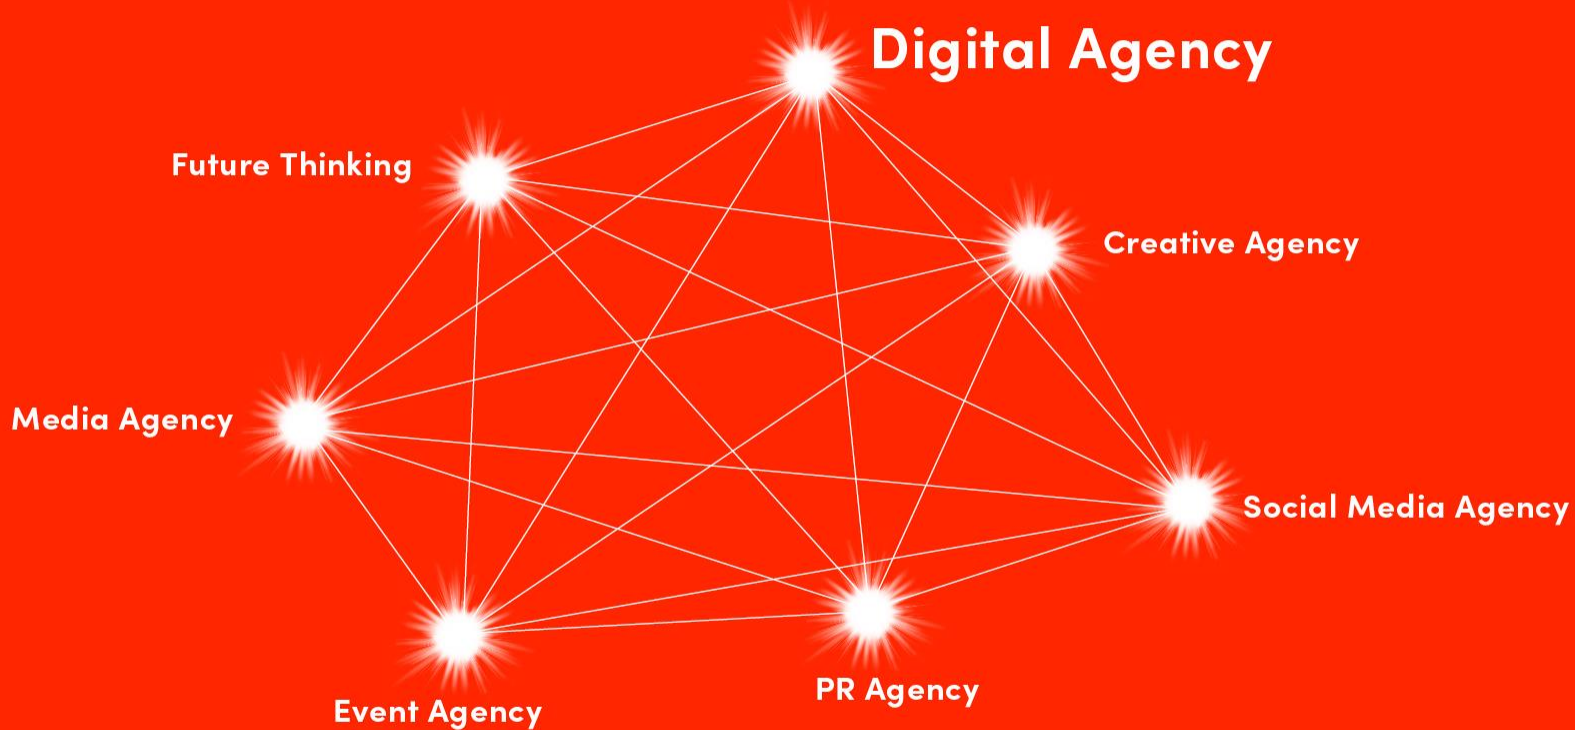 Digital Agency
Future Thinking
Creative Agency
Media Agency
Social Media Agency
PR Agency
Event Agency